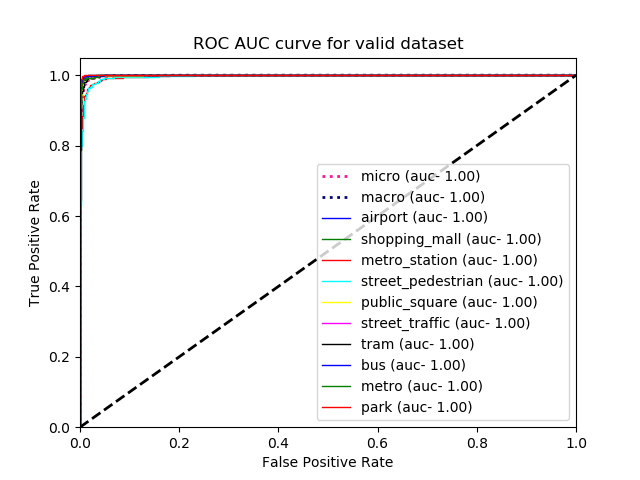 ROC AUC curve for valid dataset
True Positive Rate
1.0
0.8
0.6
0.4
0.2
0.0
micro (auc- 1.00)
macro (auc- 1.00)
airport (auc- 1.00)
shopping_mall (auc- 1.00)
metro_station (auc- 1.00)
street_pedestrian (auc- 1.00)
public_square (auc- 1.00)
street_traffic (auc- 1.00)
tram (auc- 1.00)
bus (auc- 1.00)
metro (auc- 1.00)
park (auc- 1.00)
0.0 0.2 0.4 0.6 0.8 1.0
False Positive Rate